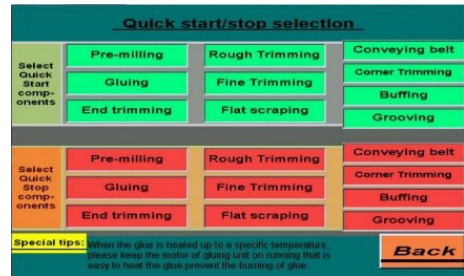 Quick start/stop selection
Select
Quick
Start
comp-
onents
Pre-milling
Rough Trimming
Conveying belt
Gluing
Fine Trimming
Corner Trimming
Buffing
End trimming
Flat scraping
Grooving
Select
Quick
Stop
comp-
onents
Pre-milling
Rough Trimming
Conveying belt
Gluing
Fine Trimming
Corner Trimming
Buffing
End trimming
Flat scraping
Grooving
Special tips:
When the glue is heated up to a specific temperature,
please keep the motor of gluing unit on running that is
easy to heat the glue prevent the burning of glue.
Back